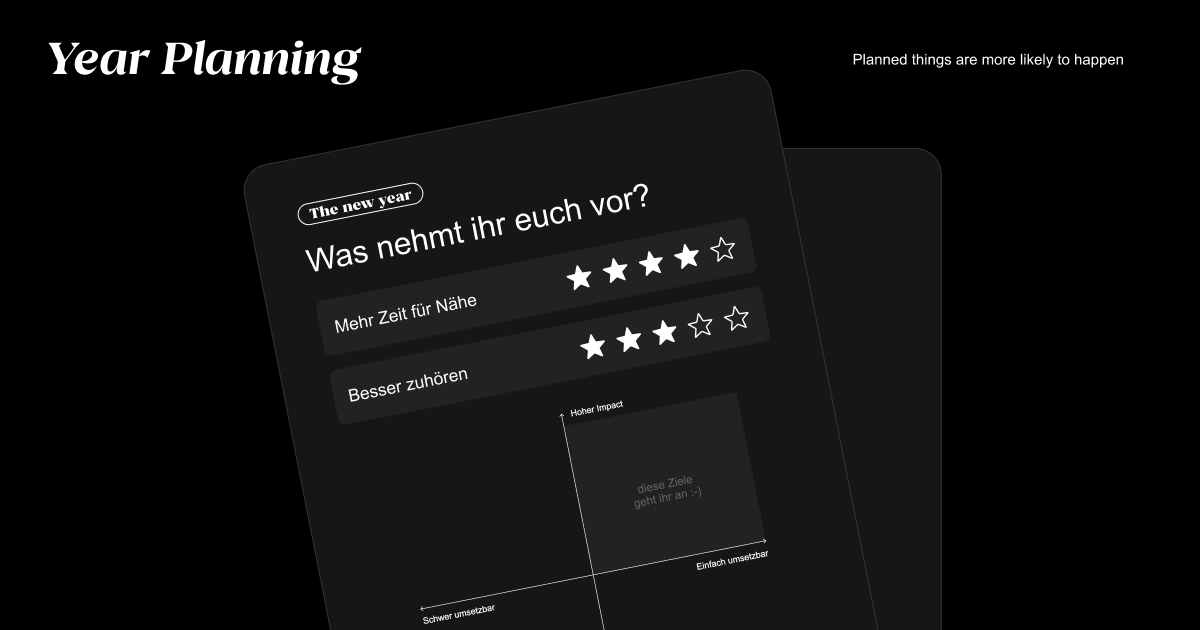 Year Planning
Planned things are more likely to happen
The new year
Was nehmt ihr euch vor?
Mehr Zeit für Nähe
Besser zuhören
Hoher Impact
diese Ziele
geht ihr an :-)
Einfach umsetzbar
Schwer umsetzbar